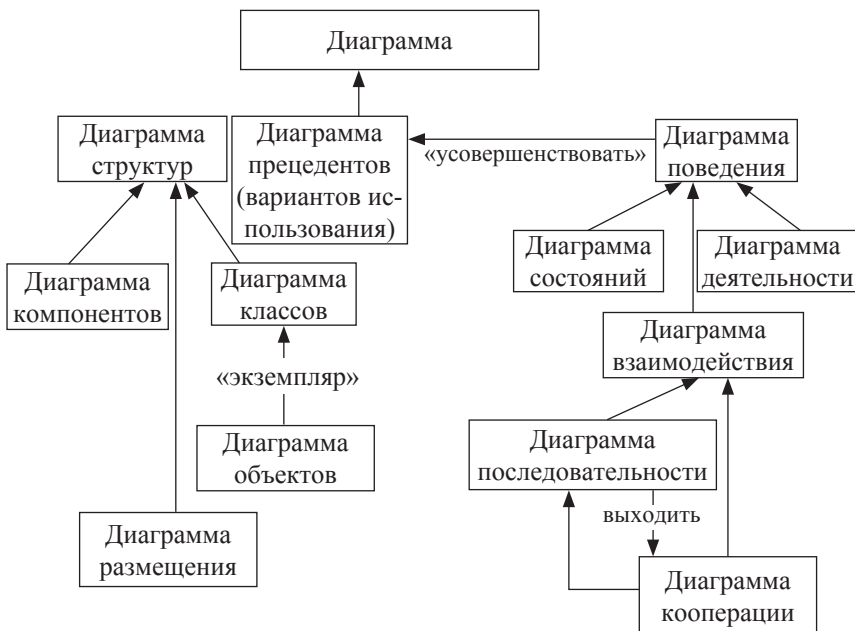 Диаграмма
Диаграмма
структур
Диаграмма
прецедентов
(вариантов ис-
пользования)
«усовершенствовать»
Диаграмма
поведения
Диаграмма
компонентов
Диаграмма
классов
Диаграмма
состояний
Диаграмма
деятельности
«экземпляр»
Диаграмма
взаимодействия
Диаграмма
объектов
Диаграмма
последовательности
выходить
Диаграмма
размещения
Диаграмма
кооперации